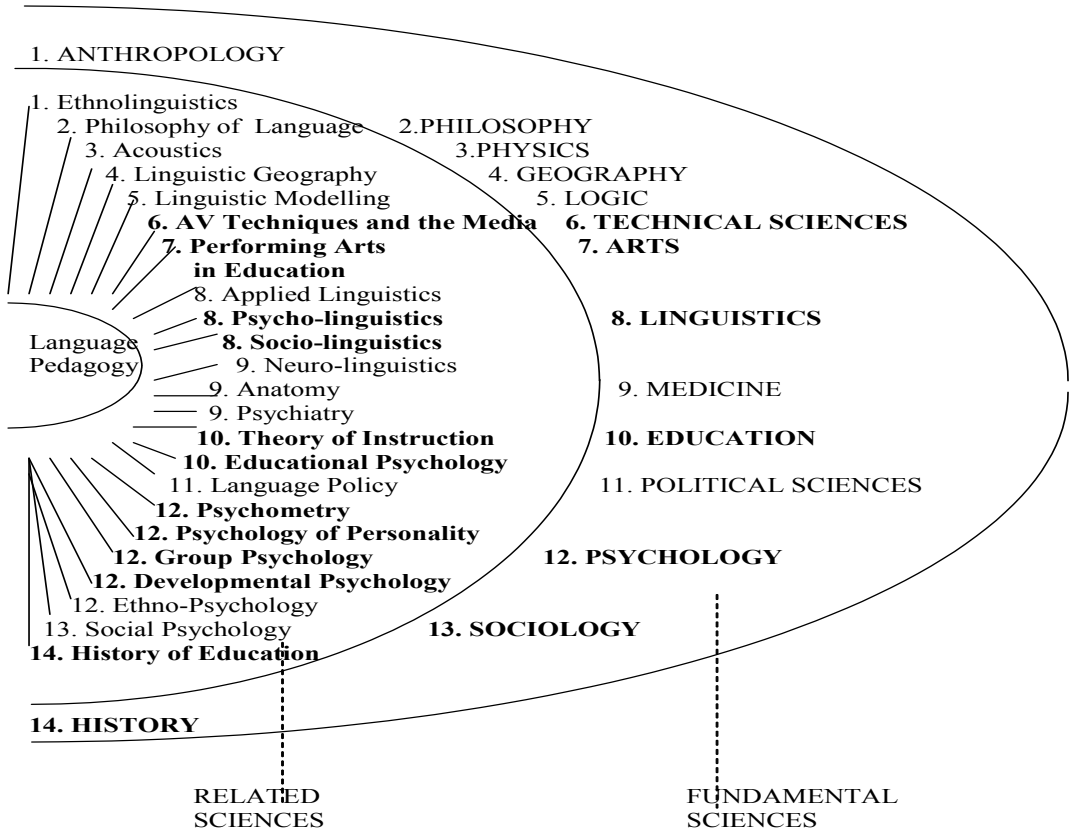 1. ANTHROPOLOGY
1. Ethnolinguistics
2. Philosophy of Language 2.PHILOSOPHY
3. Acoustics 3.PHYSICS
4. Linguistic Geography 4. GEOGRAPHY
5. Linguistic Modelling 5. LOGIC
6. AV Techniques and the Media 6. TECHNICAL SCIENCES
7. Performing Arts 7. ARTS
in Education
8. Applied Linguistics
8. Psycho-linguistics 8. LINGUISTICS
Language 8. Socio-linguistics
Pedagogy 9. Neuro-linguistics
9. Anatomy 9. MEDICINE
9. Psychiatry
10. Theory of Instruction 10. EDUCATION
10. Educational Psychology
11. Language Policy 11. POLITICAL SCIENCES
12. Psychometry
12. Psychology of Personality
12. Group Psychology 12. PSYCHOLOGY
12. Developmental Psychology
12. Ethno-Psychology
13. Social Psychology 13. SOCIOLOGY
14. History of Education
14. HISTORY
RELATED FUNDAMENTAL
SCIENCES SCIENCES